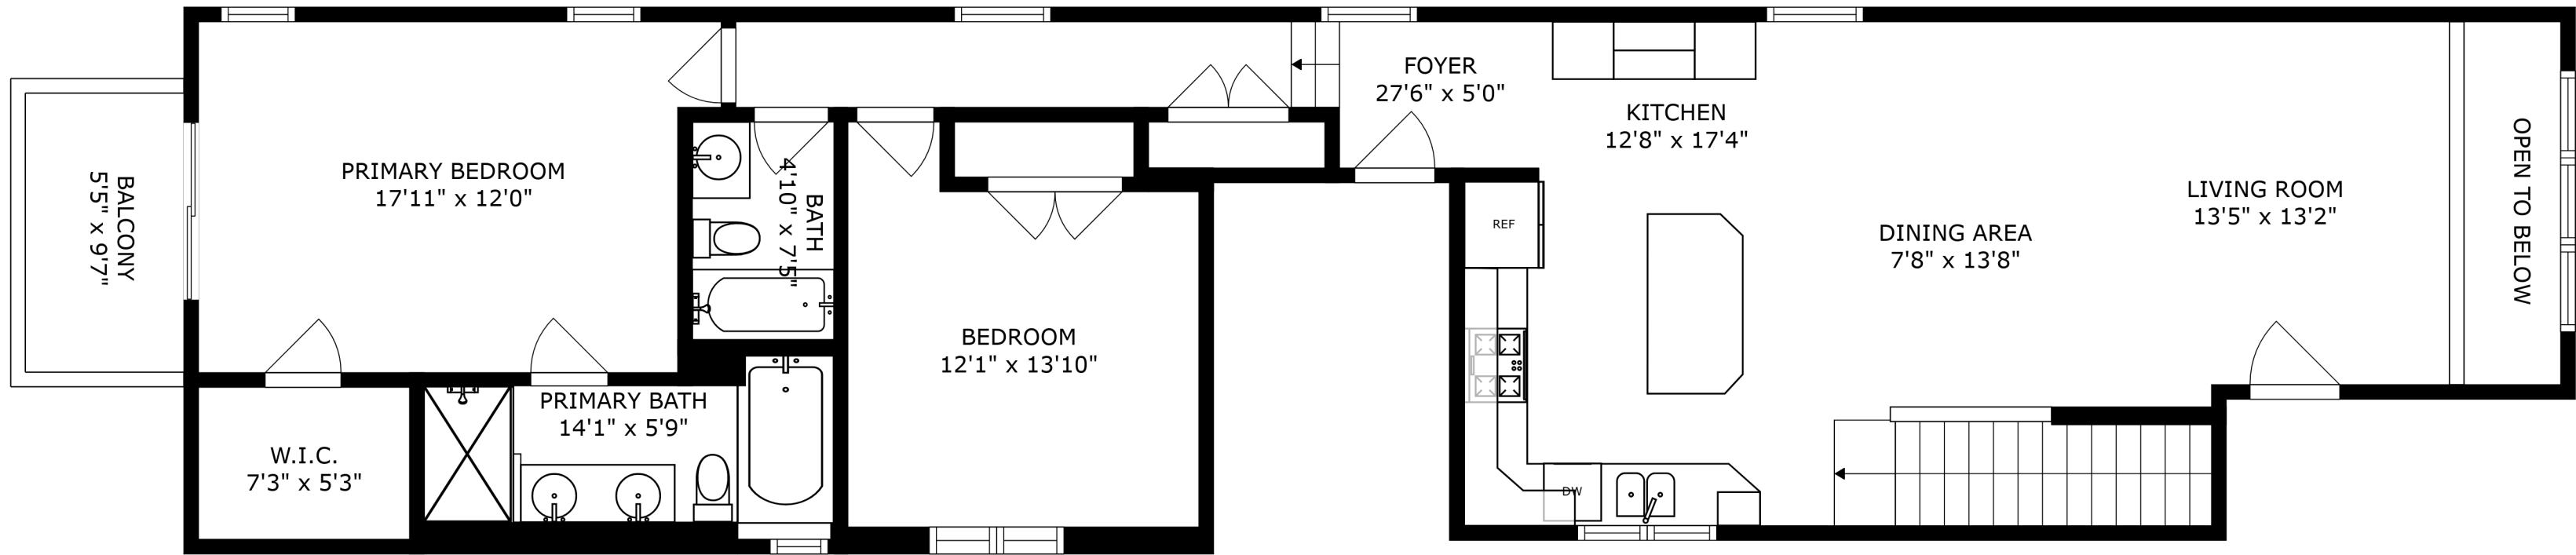 BALCONY
5'5" x 9'7"
PRIMARY BEDROOM
17'11" x 12'0"
W.I.C.
7'3" x 5'3"
PRIMARY BATH
14'1" x 5'9"
BATH
4'10" x 7'5"
BEDROOM
12'1" x 13'10"
FOYER
27'6" x 5'0"
KITCHEN
12'8" x 17'4"
REF
DW
DINING AREA
7'8" x 13'8"
LIVING ROOM
13'5" x 13'2"
OPEN TO BELOW